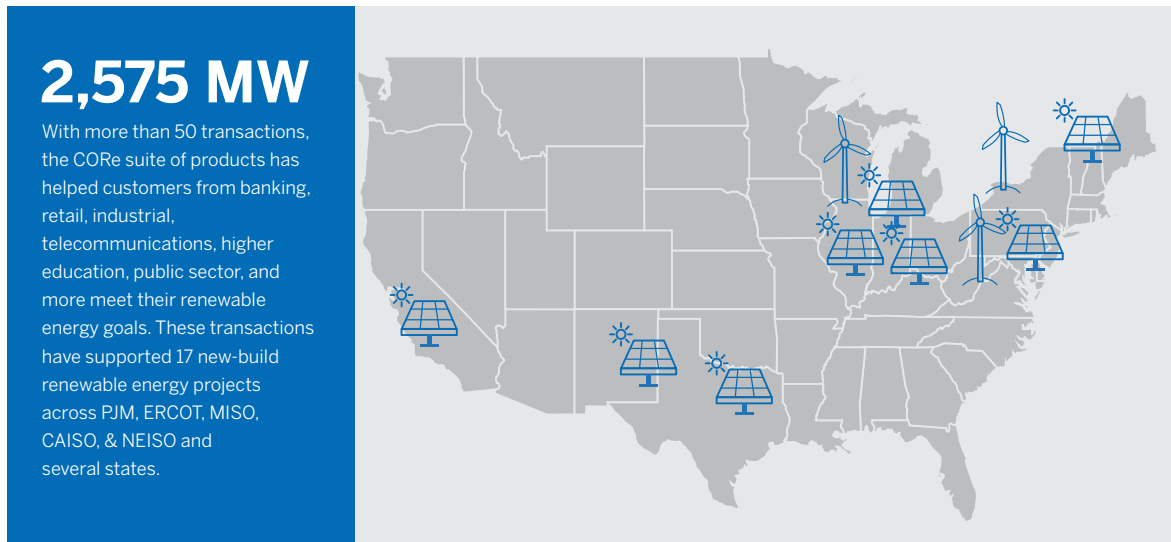 2,575 MW
With more than 50 transactions,
the CORe suite of products has
helped customers from banking,
retail, industrial,
telecommunications, higher
education, public sector, and
more meet their renewable
energy goals. These transactions
have supported 17 new-build
renewable energy projects
across PJM, ERCOT, MISO,
CAISO, & NEISO and
several states.